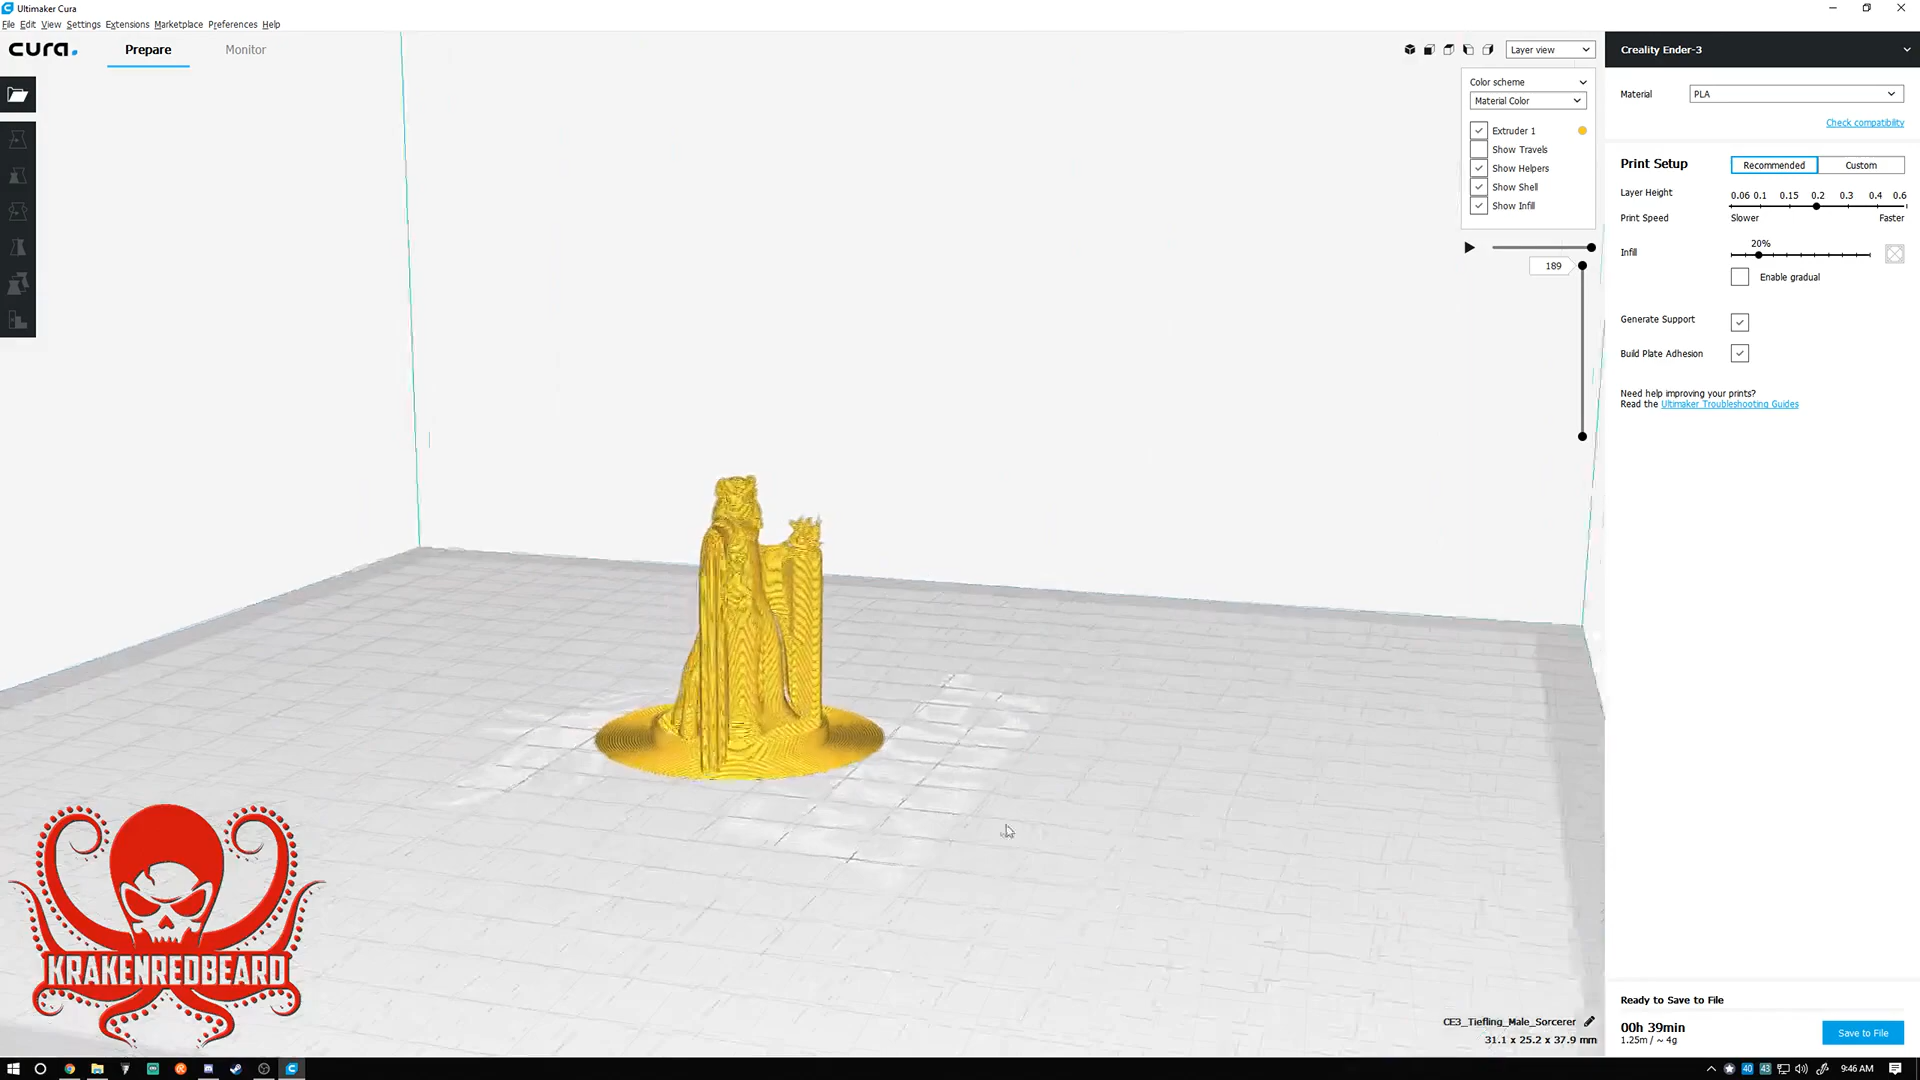 Ultimaker Cura
File Edit View Settings Extensions Marketplace Preferences Help
cura.
Prepare
Monitor
Layer view
Creality Ender-3
Color scheme
Material Color
Extruder 1
Show Travels
Show Helpers
Show Shell
Show Infill
189
Material
PLA
Check compatibility
Print Setup
Recommended
Custom
Layer Height
0.06 0.1 0.15 0.2 0.3 0.4 0.6
Print Speed
Slower
Faster
Infill
20%
Enable gradual
Generate Support
Build Plate Adhesion
Need help improving your prints?
Read the Ultimaker Troubleshooting Guides
KRAKENREDBEARD
CE3_Tiefling_Male_Sorcerer
31.1 x 25.2 x 37.9 mm
Ready to Save to File
00h 39min
1.25m / ~ 4g
Save to File
40
43
9:46 AM